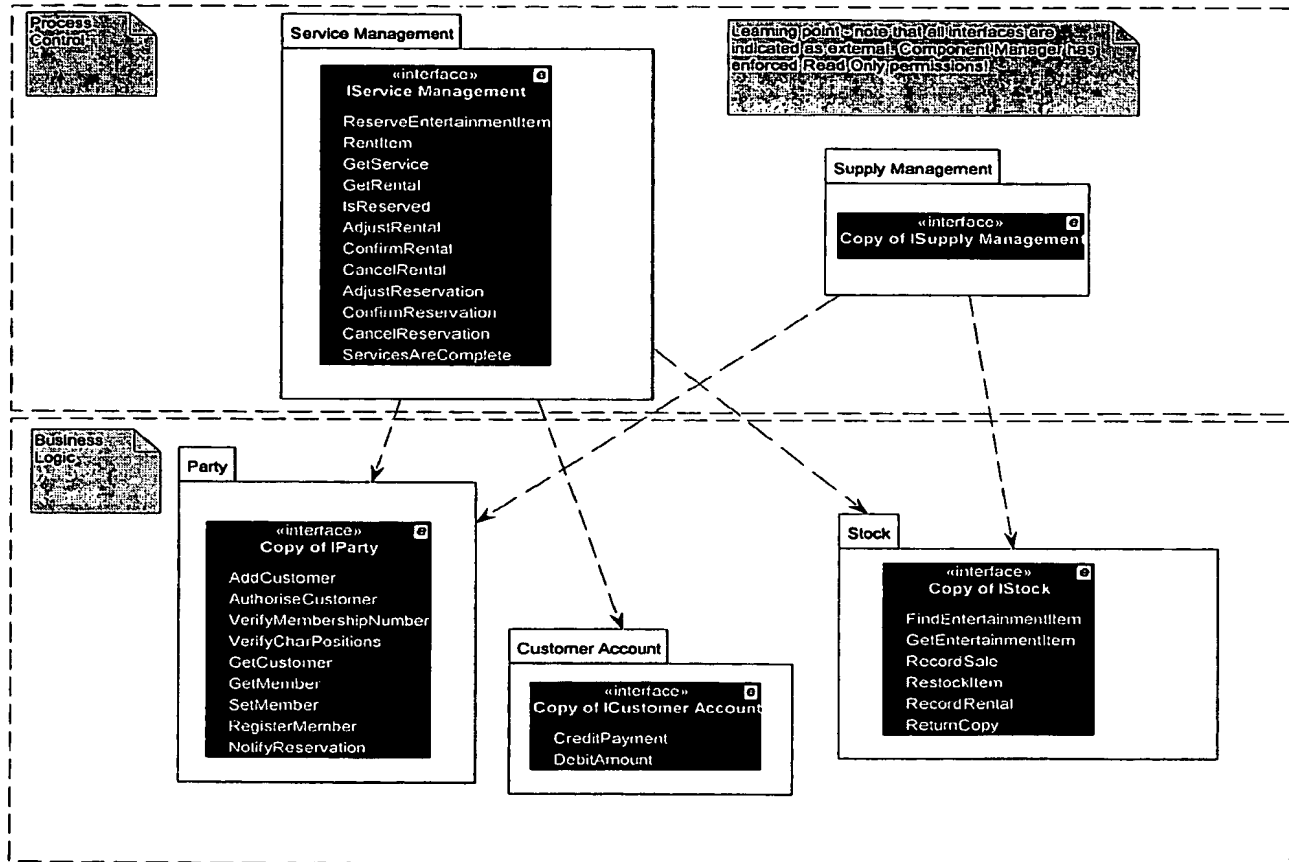 Process
Control
Service Management
«interface» e
IService Management
ReserveEntertainmentItem
RentItem
GetService
GetRental
IsReserved
AdjustRental
ConfirmRental
CancelRental
AdjustReservation
ConfirmReservation
CancelReservation
ServicesAreComplete
Learning point - note that all interfaces are
indicated as external. Component Manager has
enforced Read Only permissions!
Supply Management
«interface» e
Copy of ISupply Management
Business
Logic
Party
«interface» e
Copy of IParty
AddCustomer
AuthoriseCustomer
VerifyMembershipNumber
VerifyCharPositions
GetCustomer
GetMember
SetMember
RegisterMember
NotifyReservation
Customer Account
«interface» e
Copy of ICustomer Account
CreditPayment
DebitAmount
Stock
«interface» e
Copy of IStock
FindEntertainmentItem
GetEntertainmentItem
RecordSale
RestockItem
RecordRental
ReturnCopy